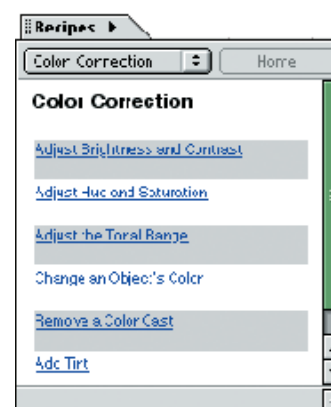 Recipes
Color Correction
Home
Color Correction
Adjust Brightness and Contrast
Adjust Hue and Saturation
Adjust the Tonal Range
Change an Object's Color
Remove a Color Cast
Add Tint